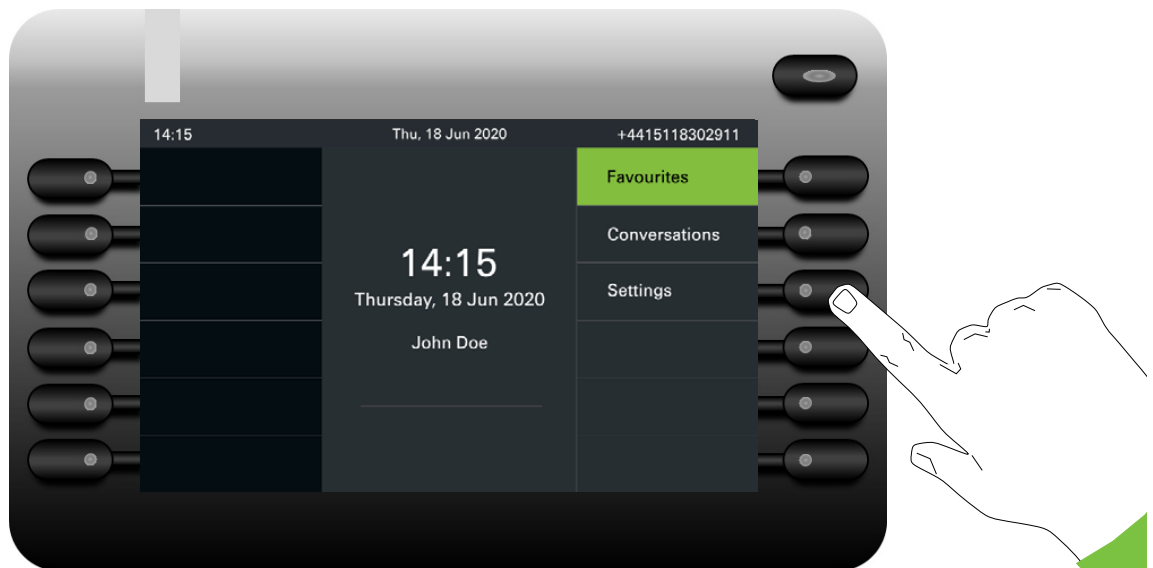 14:15
Thu, 18 Jun 2020
+4415118302911
Favourites
Conversations
14:15
Thursday, 18 Jun 2020
Settings
John Doe